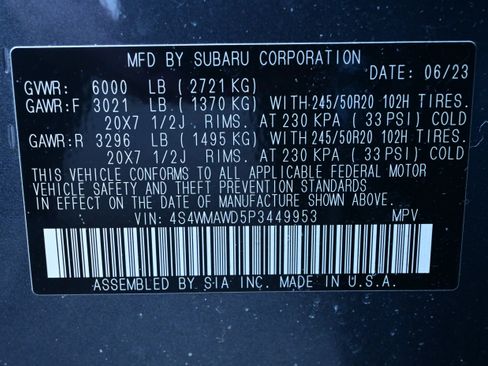 MFD BY SUBARU CORPORATION
DATE: 06/23
GVWR: 6000 LB (2721 KG)
GAWR:F 3021 LB (1370 KG) WITH 245/50R20 102H TIRES.
20X7 1/2J RIMS. AT 230 KPA (33 PSI) COLD
GAWR:R 3296 LB (1495 KG) WITH 245/50R20 102H TIRES.
20X7 1/2J RIMS. AT 230 KPA (33 PSI) COLD
THIS VEHICLE CONFORMS TO ALL APPLICABLE FEDERAL MOTOR
VEHICLE SAFETY AND THEFT PREVENTION STANDARDS
IN EFFECT ON THE DATE OF MANUFACTURE SHOWN ABOVE.
VIN: 4S4WMAWD5P3449953 MPV
ASSEMBLED BY SIA INC. MADE IN U.S.A.